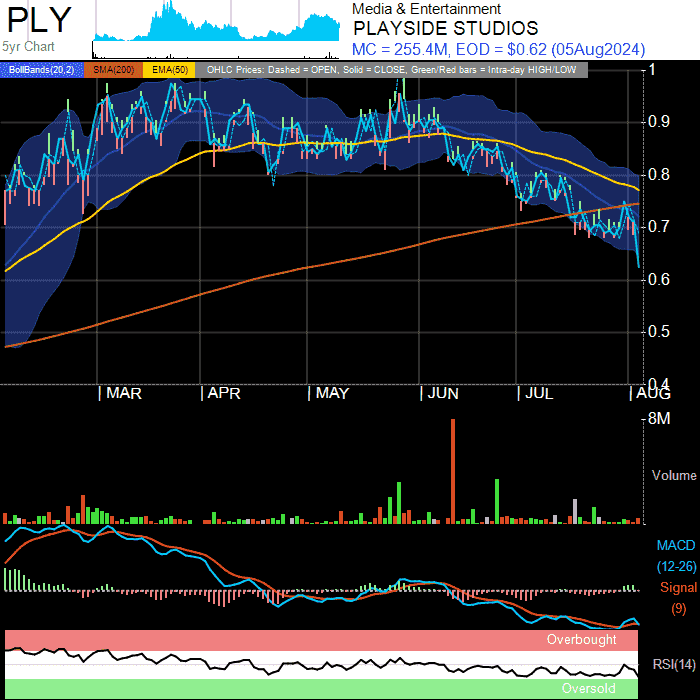 PLY
5yr Chart
Media & Entertainment
PLAYSIDE STUDIOS
MC = 255.4M, EOD = $0.62 (05Aug2024)
BollBands(20,2) SMA(200) EMA(50) OHLC Prices: Dashed = OPEN, Solid = CLOSE, Green/Red bars = Intra-day HIGH/LOW
1
0.9
0.8
0.7
0.6
0.5
0.4
| MAR | APR | MAY | JUN | JUL | AUG
8M
Volume
MACD
(12-26)
Signal
(9)
Overbought
RSI(14)
Oversold